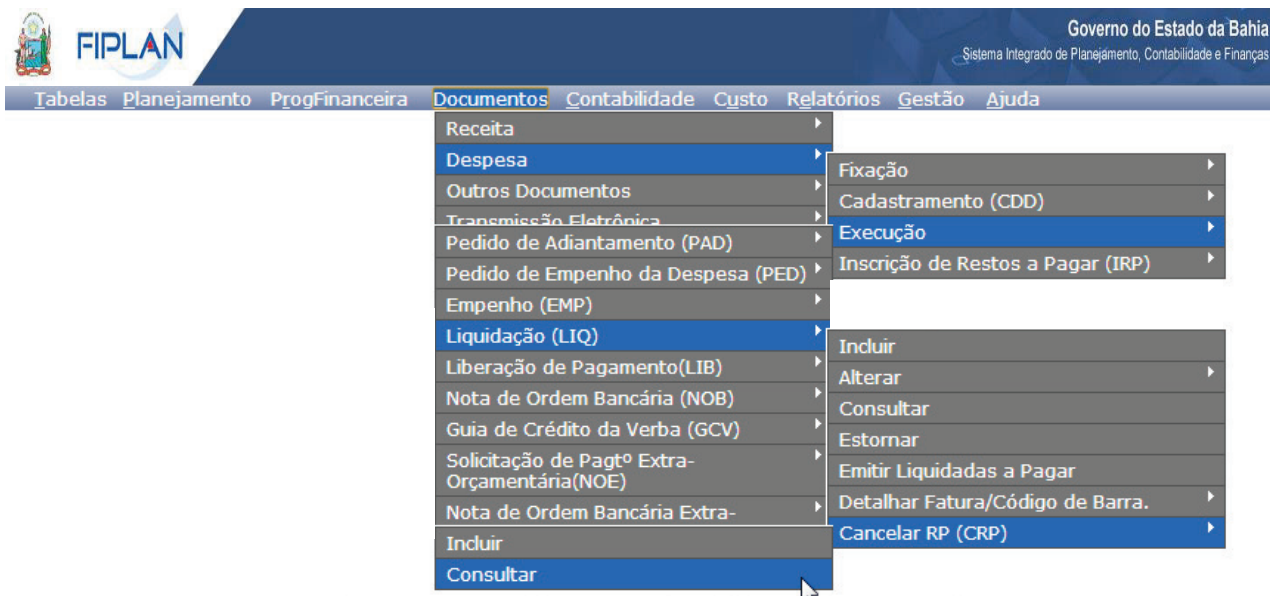 FIPLAN
Governo do Estado da Bahia
Sistema Integrado de Planejamento, Contabilidade e Finanças
Tabelas Planejamento ProgFinanceira Documentos Contabilidade Custo Relatórios Gestão Ajuda
Receita
Despesa
Outros Documentos
Transmissão Eletrônica
Fixação
Cadastramento (CDD)
Execução
Inscrição de Restos a Pagar (IRP)
Pedido de Adiantamento (PAD)
Pedido de Empenho da Despesa (PED)
Empenho (EMP)
Liquidação (LIQ)
Liberação de Pagamento(LIB)
Nota de Ordem Bancária (NOB)
Guia de Crédito da Verba (GCV)
Solicitação de Pagtº Extra-
Orçamentária(NOE)
Nota de Ordem Bancária Extra-
Incluir
Alterar
Consultar
Estornar
Emitir Liquidadas a Pagar
Detalhar Fatura/Código de Barra.
Cancelar RP (CRP)
Incluir
Consultar